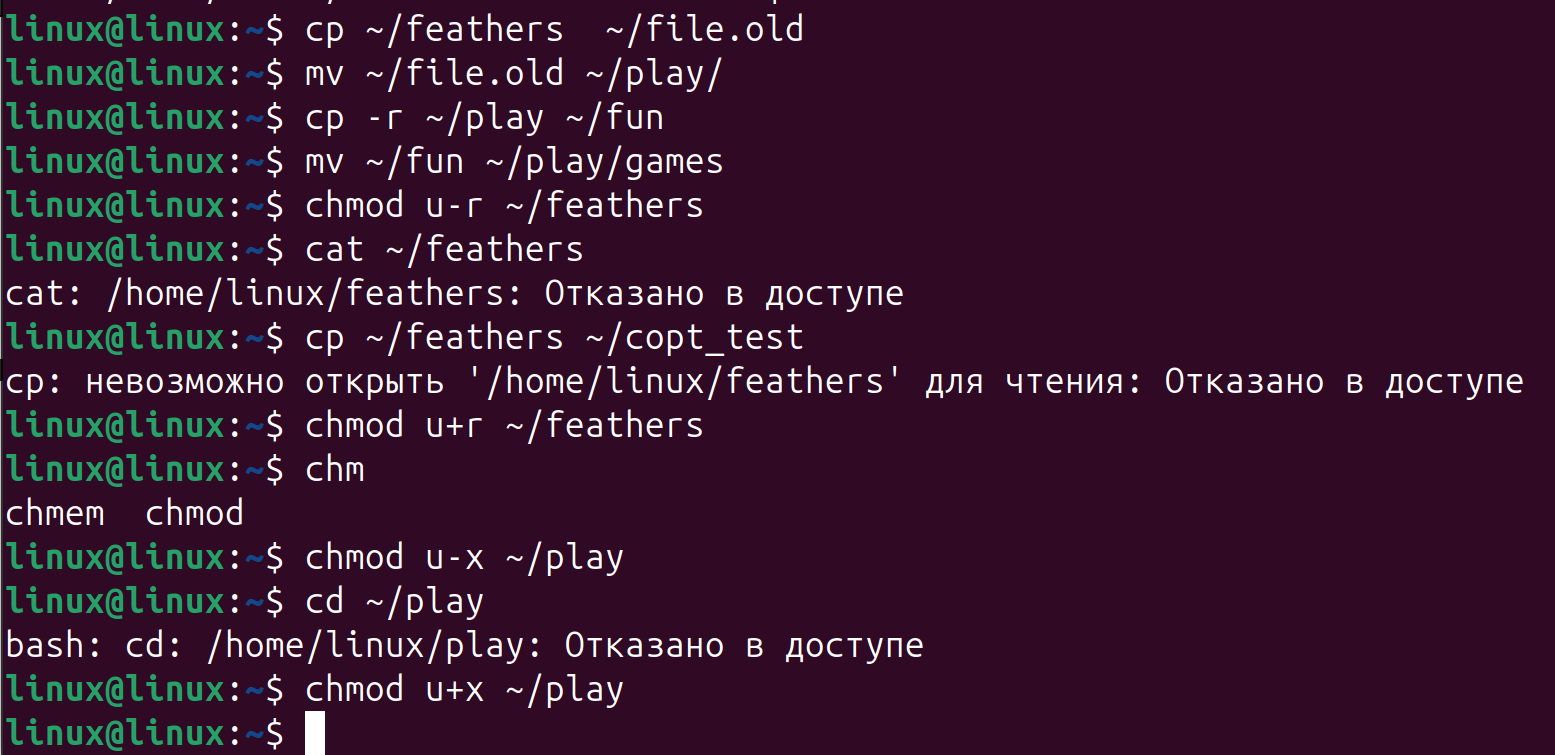 linux@linux:~$ cp ~/feathers  ~/file.old
linux@linux:~$ mv ~/file.old ~/play/
linux@linux:~$ cp -r ~/play ~/fun
linux@linux:~$ mv ~/fun ~/play/games
linux@linux:~$ chmod u-r ~/feathers
linux@linux:~$ cat ~/feathers
cat: /home/linux/feathers: Отказано в доступе
linux@linux:~$ cp ~/feathers ~/copt_test
cp: невозможно открыть '/home/linux/feathers' для чтения: Отказано в доступе
linux@linux:~$ chmod u+r ~/feathers
linux@linux:~$ chm
chmem  chmod
linux@linux:~$ chmod u-x ~/play
linux@linux:~$ cd ~/play
bash: cd: /home/linux/play: Отказано в доступе
linux@linux:~$ chmod u+x ~/play
linux@linux:~$